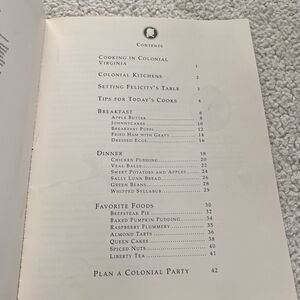 CONTENTS
COOKING IN COLONIAL
VIRGINIA 1
COLONIAL KITCHENS 2
SETTING FELICITY'S TABLE 3
TIPS FOR TODAY'S COOKS 4
BREAKFAST 6
APPLE BUTTER 8
JOHNNYCAKES 10
BREAKFAST PUFFS 12
FRIED HAM WITH GRAVY 14
DRESSED EGGS 16
DINNER 18
CHICKEN PUDDING 20
VEAL BALLS 22
SWEET POTATOES AND APPLES 24
SALLY LUNN BREAD 26
GREEN BEANS 28
WHIPPED SYLLABUB 29
FAVORITE FOODS 30
BEEFSTEAK PIE 32
BAKED PUMPKIN PUDDING 34
RASPBERRY FLUMMERY 35
ALMOND TARTS 36
QUEEN CAKES 38
SPICED NUTS 40
LIBERTY TEA 41
PLAN A COLONIAL PARTY 42